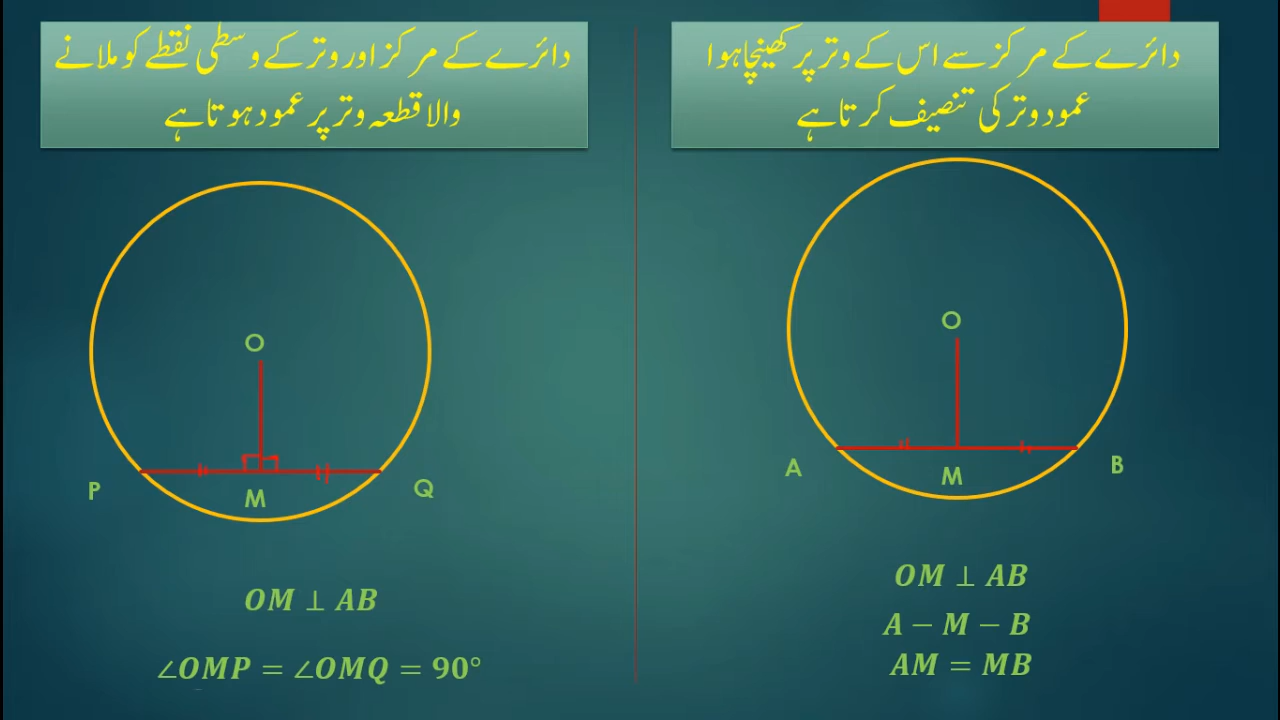 دائرے کے مرکز سے اس کے وتر پر کھینچا ہوا
عمود وتر کی تنصیف کرتا ہے
O
A
M
B
OM ⊥ AB
A − M − B
AM = MB
دائرے کے مرکز اور وتر کے وسطی نقطے کو ملانے
والا قطعہ وتر پر عمود ہوتا ہے
O
P
M
Q
OM ⊥ AB
∠OMP = ∠OMQ = 90°